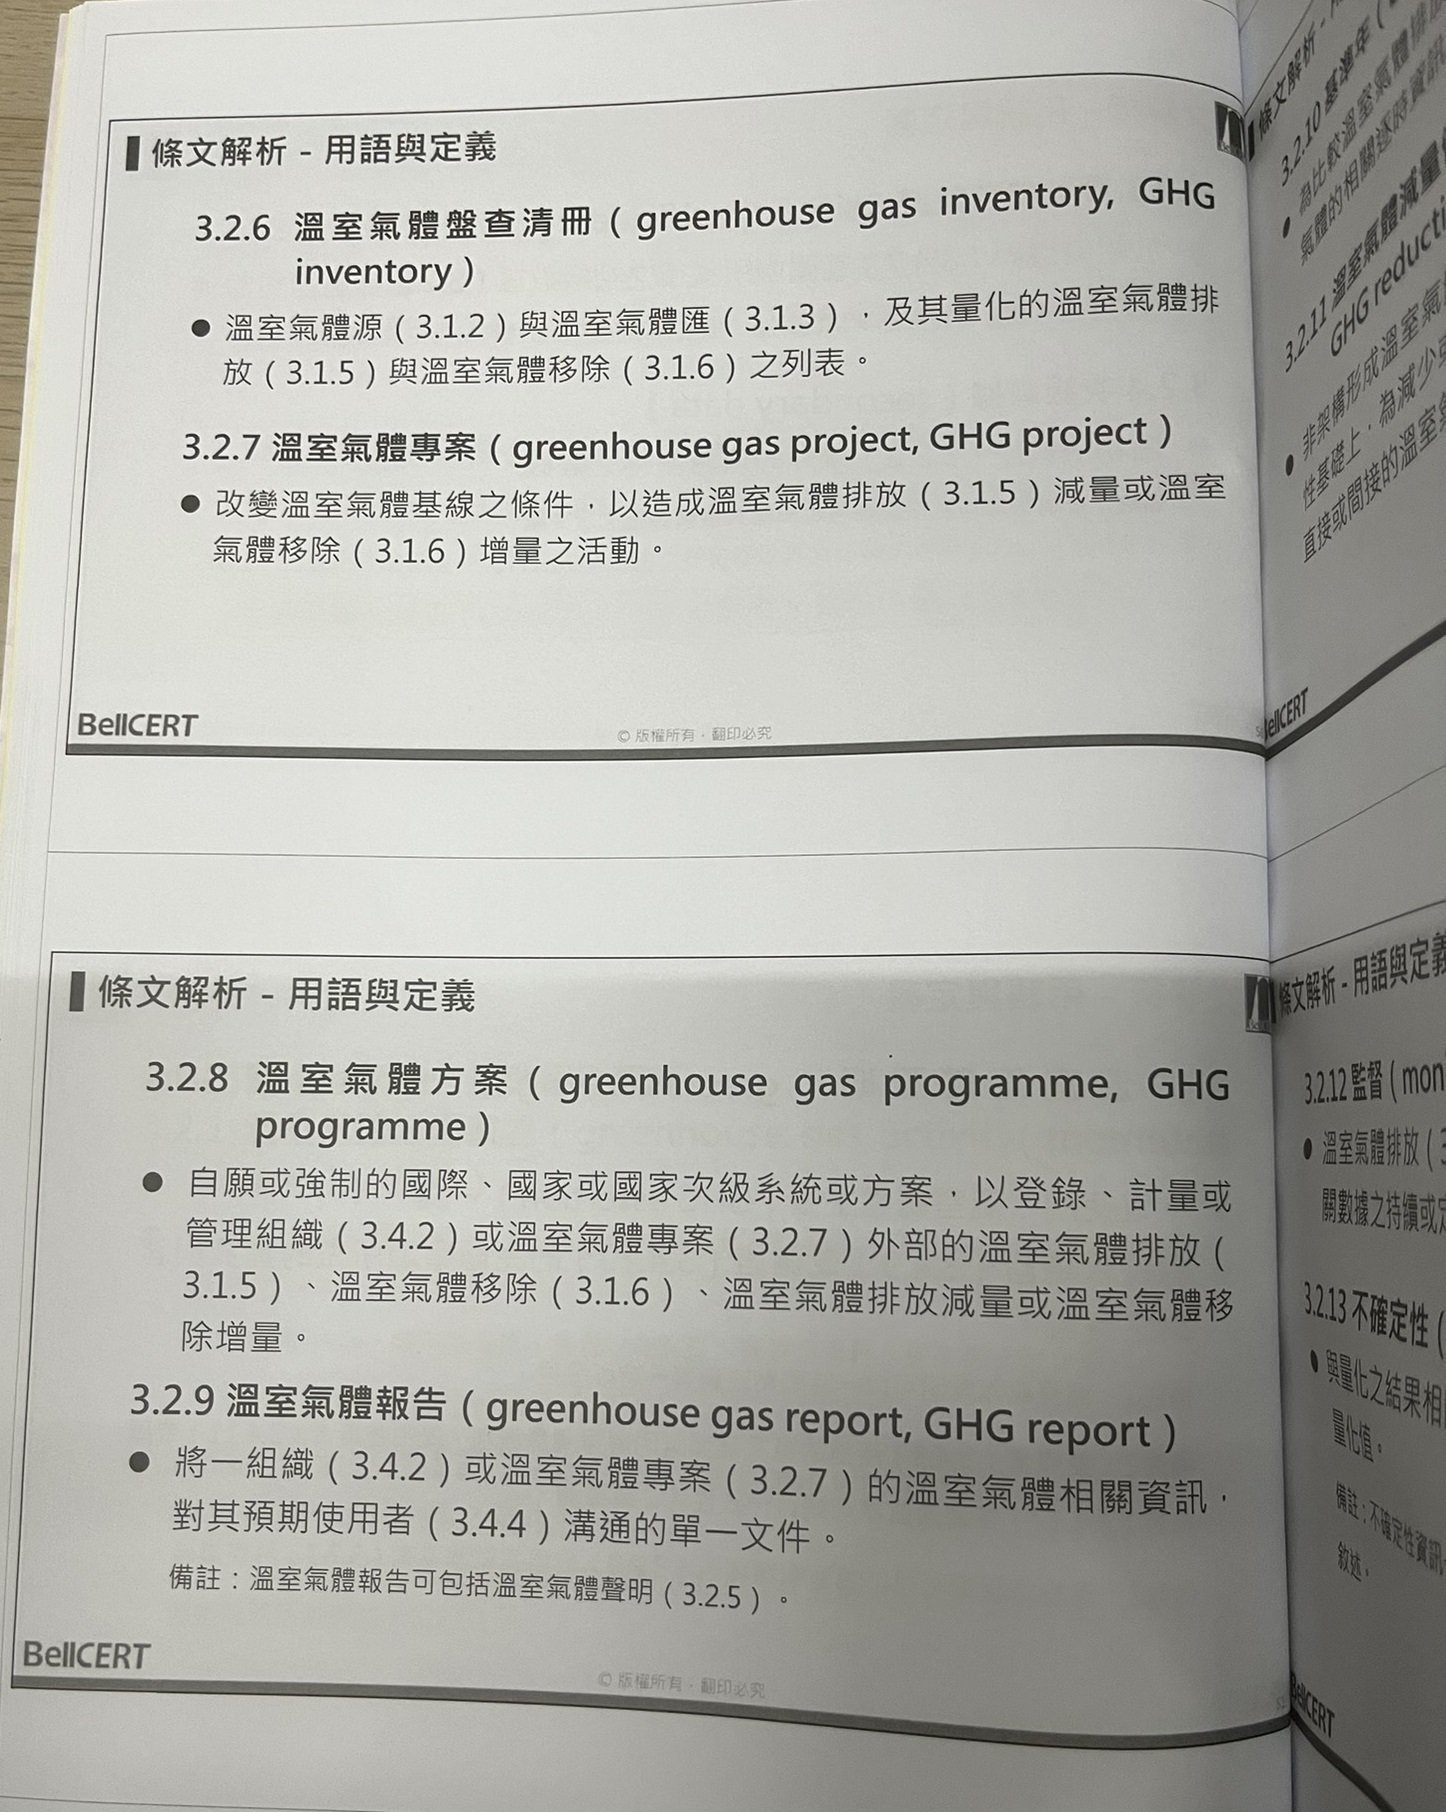 條文解析 - 用語與定義
3.2.6 溫室氣體盤查清冊（greenhouse gas inventory, GHG
inventory）
● 溫室氣體源（3.1.2）與溫室氣體匯（3.1.3），及其量化的溫室氣體排
放（3.1.5）與溫室氣體移除（3.1.6）之列表。
3.2.7 溫室氣體專案（greenhouse gas project, GHG project）
● 改變溫室氣體基線之條件，以造成溫室氣體排放（3.1.5）減量或溫室
氣體移除（3.1.6）增量之活動。
BellCERT
© 版權所有，翻印必究
條文解析 - 用語與定義
3.2.8 溫室氣體方案（greenhouse gas programme, GHG
programme）
● 自願或強制的國際、國家或國家次級系統或方案，以登錄、計量或
管理組織（3.4.2）或溫室氣體專案（3.2.7）外部的溫室氣體排放（
3.1.5）、溫室氣體移除（3.1.6）、溫室氣體排放減量或溫室氣體移
除增量。
3.2.9 溫室氣體報告（greenhouse gas report, GHG report）
● 將一組織（3.4.2）或溫室氣體專案（3.2.7）的溫室氣體相關資訊，
對其預期使用者（3.4.4）溝通的單一文件。
備註：溫室氣體報告可包括溫室氣體聲明（3.2.5）。
BellCERT
© 版權所有，翻印必究
條文解析 -
3.2.10 基準年（
● 為比較溫室氣體排
氣體的相關逐時資訊
3.2.11 溫室氣體減量
GHG reducti
● 非架構形成溫室氣
性基礎上，為減少
直接或間接的溫室
BellCERT
條文解析 - 用語與定義
3.2.12 監督（mon
● 溫室氣體排放（3
關數據之持續或定
3.2.13 不確定性（
● 與量化之結果相
量化值。
備註：不確定性資訊
敘述。
BellCERT